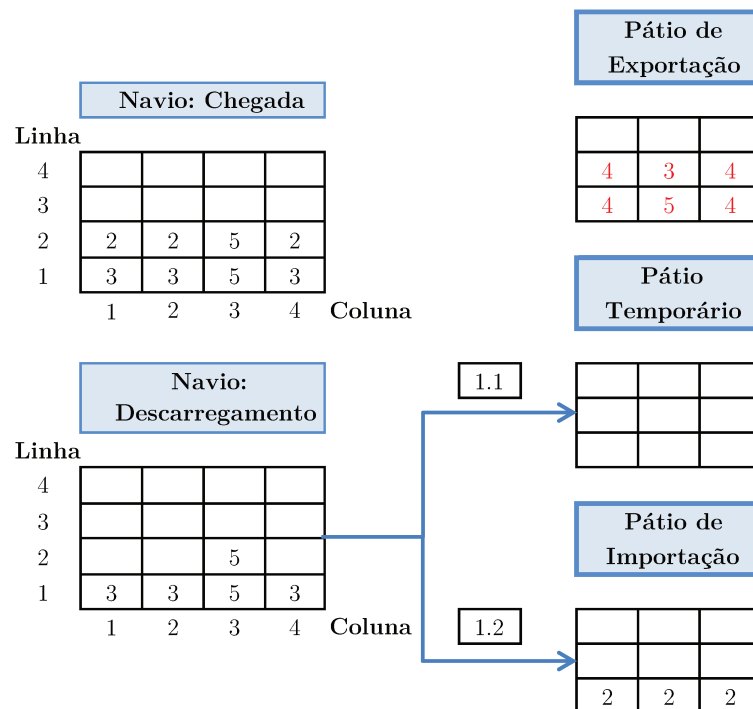 Navio: Chegada
Linha
4
3
2 2 2 5 2
1 3 3 5 3
1 2 3 4 Coluna
Navio:
Descarregamento
Linha
4
3
2 5
1 3 3 5 3
1 2 3 4 Coluna
1.1
1.2
Pátio de
Exportação
4 3 4
4 5 4
Pátio
Temporário
Pátio de
Importação
2 2 2